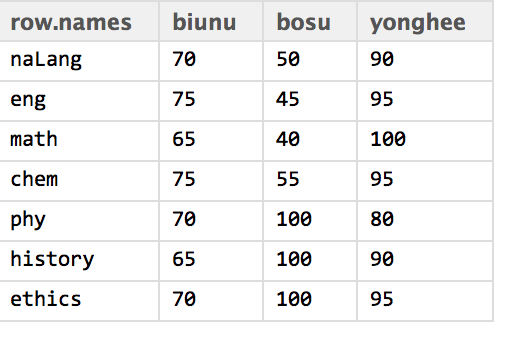 row.names biunu bosu yonghee
naLang 70 50 90
eng 75 45 95
math 65 40 100
chem 75 55 95
phy 70 100 80
history 65 100 90
ethics 70 100 95